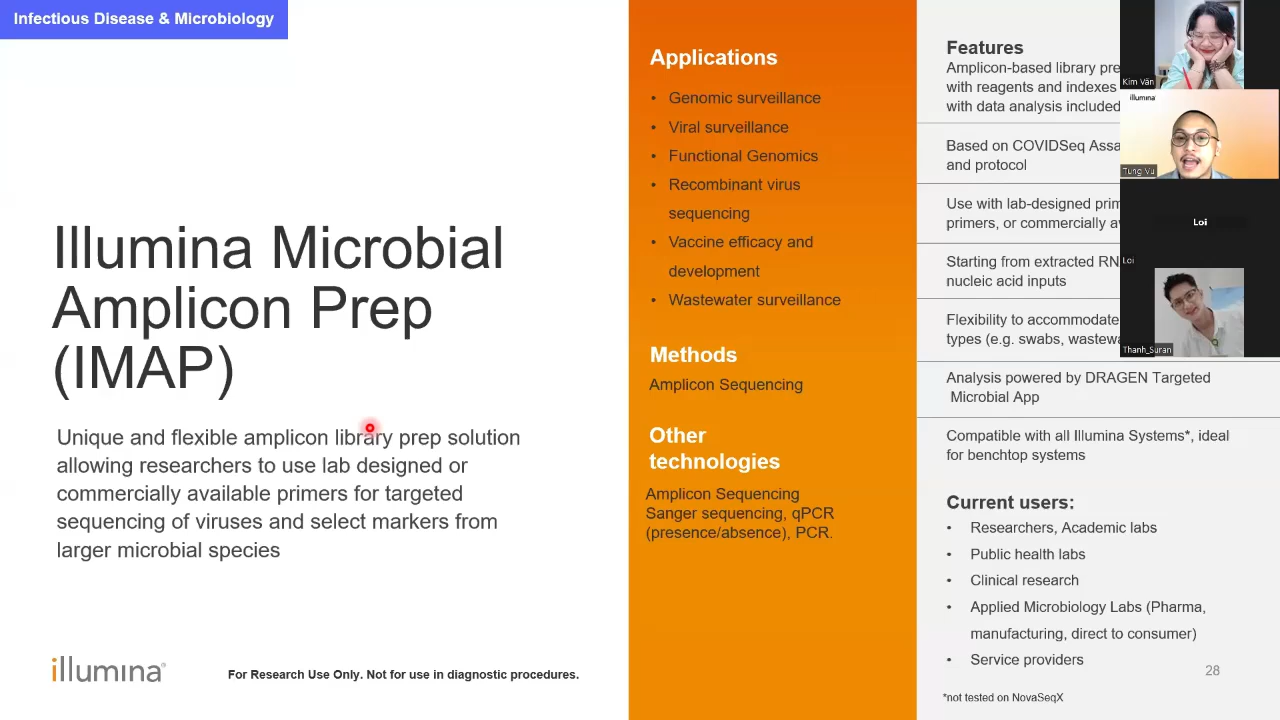 Infectious Disease & Microbiology
Illumina Microbial
Amplicon Prep
(IMAP)
Unique and flexible amplicon library prep solution
allowing researchers to use lab designed or
commercially available primers for targeted
sequencing of viruses and select markers from
larger microbial species
illumina®
For Research Use Only. Not for use in diagnostic procedures.
Applications
• Genomic surveillance
• Viral surveillance
• Functional Genomics
• Recombinant virus
sequencing
• Vaccine efficacy and
development
• Wastewater surveillance
Methods
Amplicon Sequencing
Other
technologies
Amplicon Sequencing
Sanger sequencing, qPCR
(presence/absence), PCR.
Features
Amplicon-based library
with reagents and indexes
with data analysis included
Based on COVIDSeq
and protocol
Use with lab-designed
primers, or commercially
Starting from extracted
nucleic acid inputs
Flexibility to accommodate
types (e.g. swabs,
Analysis powered by DRAGEN Targeted
Microbial App
Compatible with all Illumina Systems*, ideal
for benchtop systems
Current users:
• Researchers, Academic labs
• Public health labs
• Clinical research
• Applied Microbiology Labs (Pharma,
manufacturing, direct to consumer)
• Service providers
28
*not tested on NovaSeqX
Kim Vân
illumina
Tung Vu
Loi
Loi
Thanh_Suran